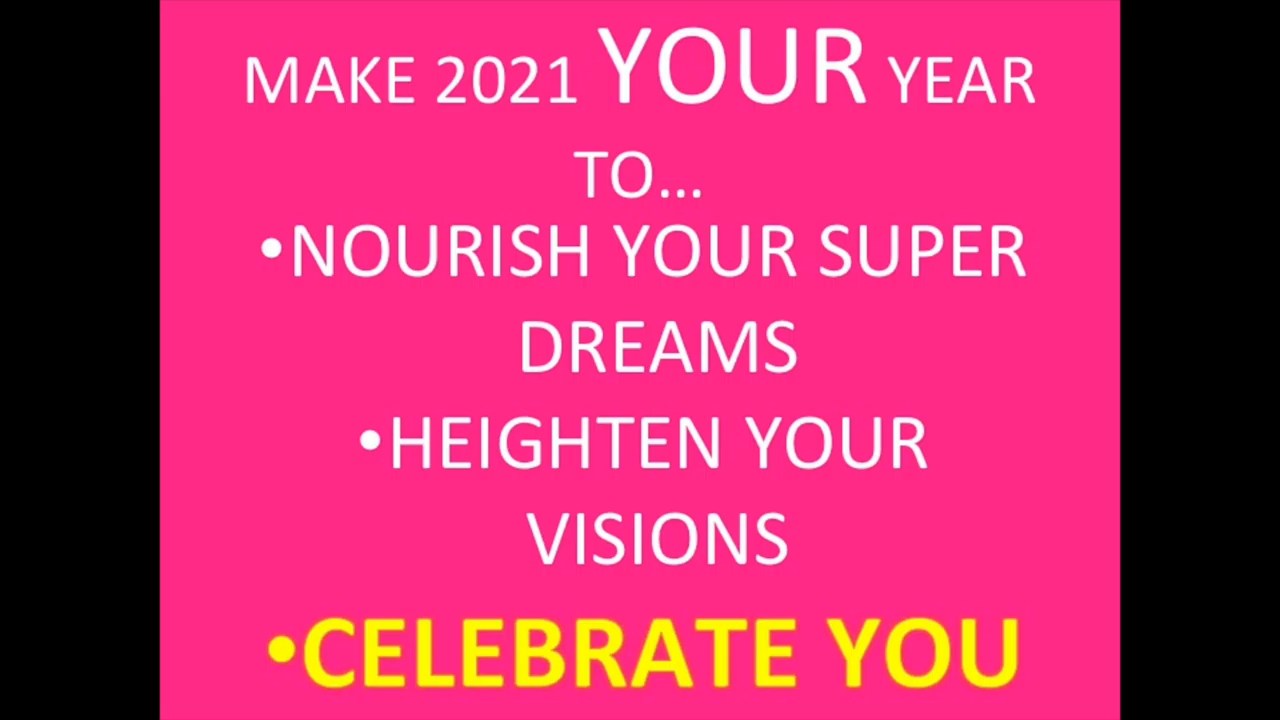 MAKE 2021 YOUR YEAR
TO…
•NOURISH YOUR SUPER
DREAMS
•HEIGHTEN YOUR
VISIONS
•CELEBRATE YOU